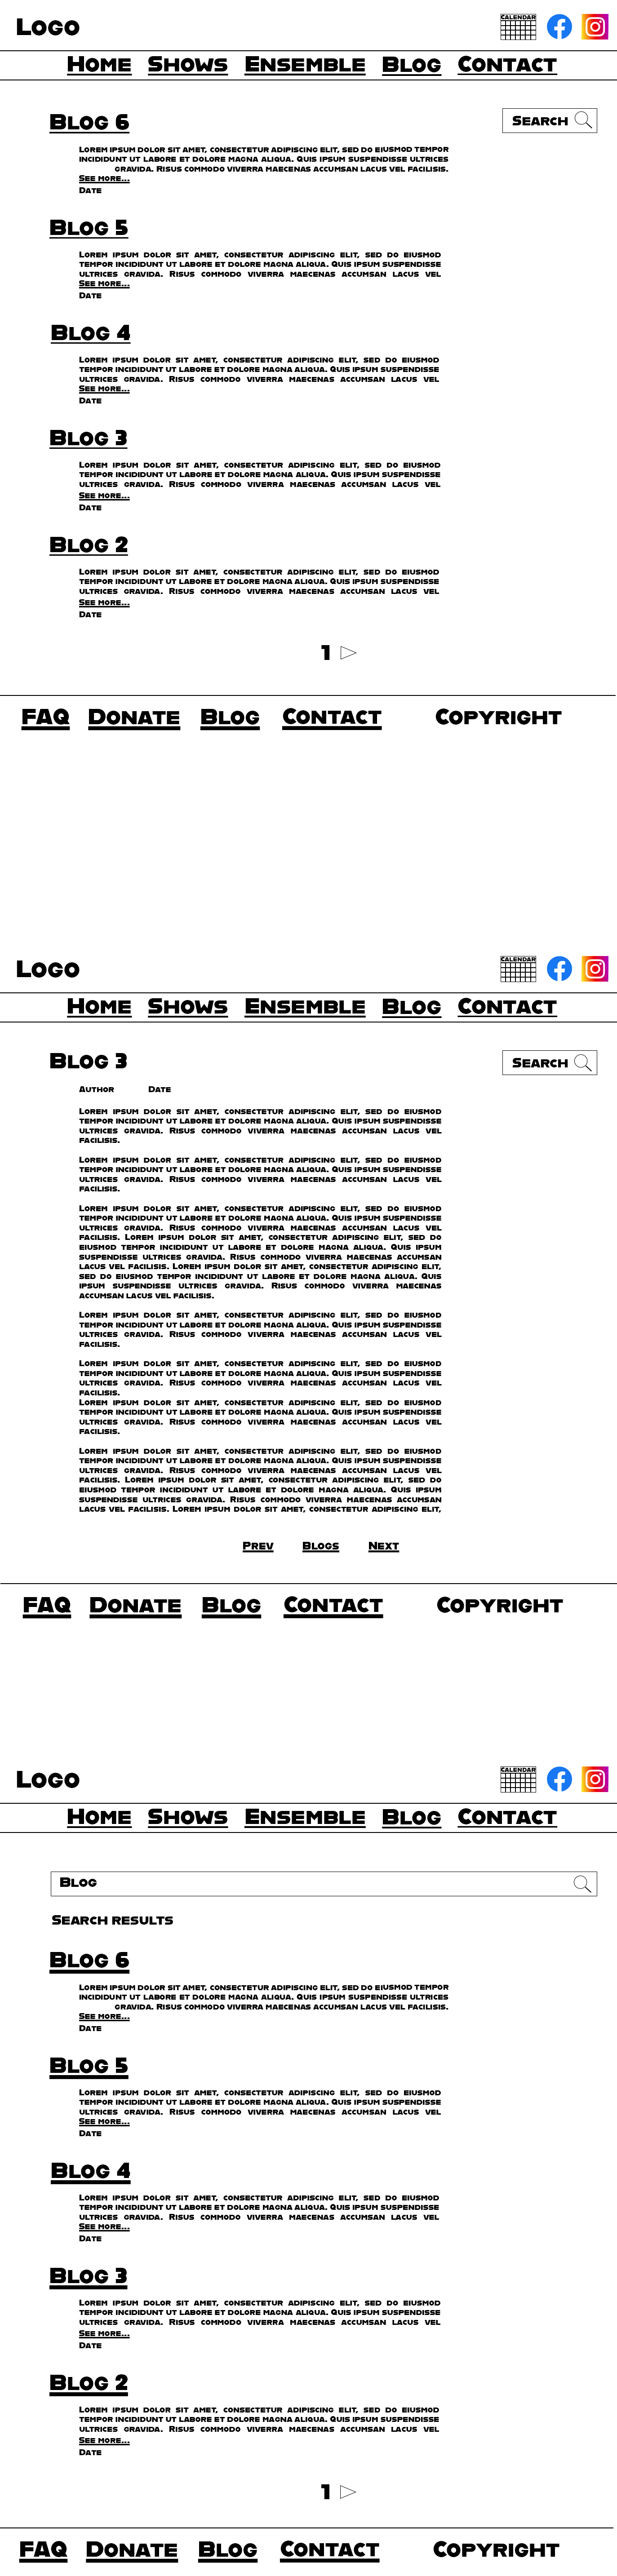 Logo
CALENDAR
Home Shows Ensemble Blog Contact
Blog 6
Search
Lorem ipsum dolor sit amet, consectetur adipiscing elit, sed do eiusmod tempor
incididunt ut labore et dolore magna aliqua. Quis ipsum suspendisse ultrices
gravida. Risus commodo viverra maecenas accumsan lacus vel facilisis.
See more...
Date
Blog 5
Lorem ipsum dolor sit amet, consectetur adipiscing elit, sed do eiusmod
tempor incididunt ut labore et dolore magna aliqua. Quis ipsum suspendisse
ultrices gravida. Risus commodo viverra maecenas accumsan lacus vel
See more...
Date
Blog 4
Lorem ipsum dolor sit amet, consectetur adipiscing elit, sed do eiusmod
tempor incididunt ut labore et dolore magna aliqua. Quis ipsum suspendisse
ultrices gravida. Risus commodo viverra maecenas accumsan lacus vel
See more...
Date
Blog 3
Lorem ipsum dolor sit amet, consectetur adipiscing elit, sed do eiusmod
tempor incididunt ut labore et dolore magna aliqua. Quis ipsum suspendisse
ultrices gravida. Risus commodo viverra maecenas accumsan lacus vel
See more...
Date
Blog 2
Lorem ipsum dolor sit amet, consectetur adipiscing elit, sed do eiusmod
tempor incididunt ut labore et dolore magna aliqua. Quis ipsum suspendisse
ultrices gravida. Risus commodo viverra maecenas accumsan lacus vel
See more...
Date
1
FAQ Donate Blog Contact Copyright
Logo
CALENDAR
Home Shows Ensemble Blog Contact
Blog 3
Search
Author Date
Lorem ipsum dolor sit amet, consectetur adipiscing elit, sed do eiusmod
tempor incididunt ut labore et dolore magna aliqua. Quis ipsum suspendisse
ultrices gravida. Risus commodo viverra maecenas accumsan lacus vel
facilisis.
Lorem ipsum dolor sit amet, consectetur adipiscing elit, sed do eiusmod
tempor incididunt ut labore et dolore magna aliqua. Quis ipsum suspendisse
ultrices gravida. Risus commodo viverra maecenas accumsan lacus vel
facilisis.
Lorem ipsum dolor sit amet, consectetur adipiscing elit, sed do eiusmod
tempor incididunt ut labore et dolore magna aliqua. Quis ipsum suspendisse
ultrices gravida. Risus commodo viverra maecenas accumsan lacus vel
facilisis. Lorem ipsum dolor sit amet, consectetur adipiscing elit, sed do
eiusmod tempor incididunt ut labore et dolore magna aliqua. Quis ipsum
suspendisse ultrices gravida. Risus commodo viverra maecenas accumsan
lacus vel facilisis. Lorem ipsum dolor sit amet, consectetur adipiscing elit,
sed do eiusmod tempor incididunt ut labore et dolore magna aliqua. Quis
ipsum suspendisse ultrices gravida. Risus commodo viverra maecenas
accumsan lacus vel facilisis.
Lorem ipsum dolor sit amet, consectetur adipiscing elit, sed do eiusmod
tempor incididunt ut labore et dolore magna aliqua. Quis ipsum suspendisse
ultrices gravida. Risus commodo viverra maecenas accumsan lacus vel
facilisis.
Lorem ipsum dolor sit amet, consectetur adipiscing elit, sed do eiusmod
tempor incididunt ut labore et dolore magna aliqua. Quis ipsum suspendisse
ultrices gravida. Risus commodo viverra maecenas accumsan lacus vel
facilisis.
Lorem ipsum dolor sit amet, consectetur adipiscing elit, sed do eiusmod
tempor incididunt ut labore et dolore magna aliqua. Quis ipsum suspendisse
ultrices gravida. Risus commodo viverra maecenas accumsan lacus vel
facilisis.
Lorem ipsum dolor sit amet, consectetur adipiscing elit, sed do eiusmod
tempor incididunt ut labore et dolore magna aliqua. Quis ipsum suspendisse
ultrices gravida. Risus commodo viverra maecenas accumsan lacus vel
facilisis. Lorem ipsum dolor sit amet, consectetur adipiscing elit, sed do
eiusmod tempor incididunt ut labore et dolore magna aliqua. Quis ipsum
suspendisse ultrices gravida. Risus commodo viverra maecenas accumsan
lacus vel facilisis. Lorem ipsum dolor sit amet, consectetur adipiscing elit,
Prev Blogs Next
FAQ Donate Blog Contact Copyright
Logo
CALENDAR
Home Shows Ensemble Blog Contact
Blog
Search results
Blog 6
Lorem ipsum dolor sit amet, consectetur adipiscing elit, sed do eiusmod tempor
incididunt ut labore et dolore magna aliqua. Quis ipsum suspendisse ultrices
gravida. Risus commodo viverra maecenas accumsan lacus vel facilisis.
See more...
Date
Blog 5
Lorem ipsum dolor sit amet, consectetur adipiscing elit, sed do eiusmod
tempor incididunt ut labore et dolore magna aliqua. Quis ipsum suspendisse
ultrices gravida. Risus commodo viverra maecenas accumsan lacus vel
See more...
Date
Blog 4
Lorem ipsum dolor sit amet, consectetur adipiscing elit, sed do eiusmod
tempor incididunt ut labore et dolore magna aliqua. Quis ipsum suspendisse
ultrices gravida. Risus commodo viverra maecenas accumsan lacus vel
See more...
Date
Blog 3
Lorem ipsum dolor sit amet, consectetur adipiscing elit, sed do eiusmod
tempor incididunt ut labore et dolore magna aliqua. Quis ipsum suspendisse
ultrices gravida. Risus commodo viverra maecenas accumsan lacus vel
See more...
Date
Blog 2
Lorem ipsum dolor sit amet, consectetur adipiscing elit, sed do eiusmod
tempor incididunt ut labore et dolore magna aliqua. Quis ipsum suspendisse
ultrices gravida. Risus commodo viverra maecenas accumsan lacus vel
See more...
Date
1
FAQ Donate Blog Contact Copyright